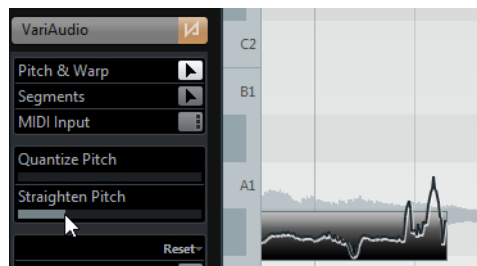 VariAudio
Pitch & Warp
Segments
MIDI Input
Quantize Pitch
Straighten Pitch
Reset
C2
B1
A1